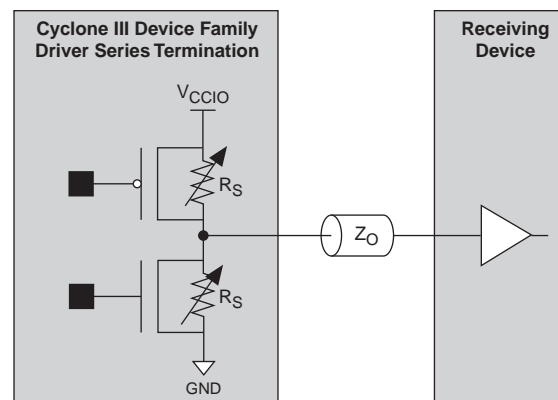 Cyclone III Device Family
Driver Series Termination
Receiving
Device
VCCIO
RS
ZO
RS
GND